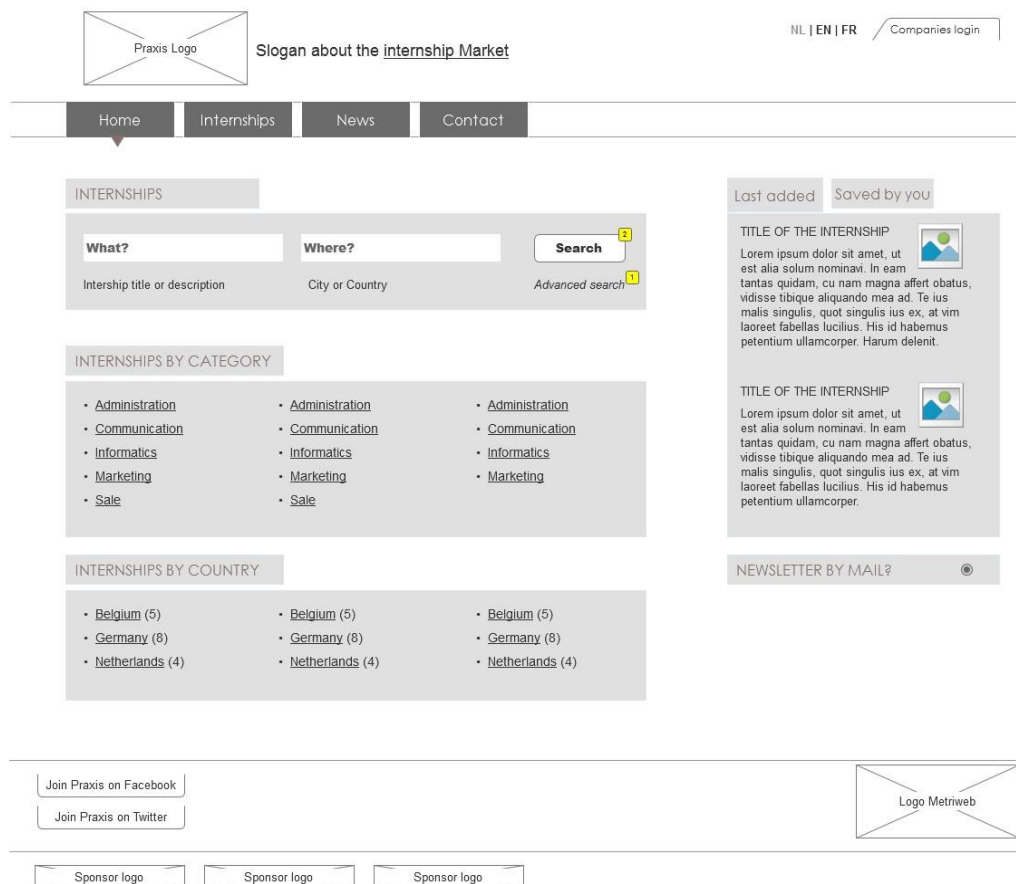 Praxis Logo
Slogan about the internship Market
NL | EN | FR
Companies login
Home
Internships
News
Contact
INTERNSHIPS
What?
Where?
Search
2
Intership title or description
City or Country
Advanced search
1
INTERNSHIPS BY CATEGORY
• Administration
• Communication
• Informatics
• Marketing
• Sale
• Administration
• Communication
• Informatics
• Marketing
• Sale
• Administration
• Communication
• Informatics
• Marketing
INTERNSHIPS BY COUNTRY
• Belgium (5)
• Germany (8)
• Netherlands (4)
• Belgium (5)
• Germany (8)
• Netherlands (4)
• Belgium (5)
• Germany (8)
• Netherlands (4)
Last added
Saved by you
TITLE OF THE INTERNSHIP
Lorem ipsum dolor sit amet, ut
est alia solum nominavi. In eam
tantas quidam, cu nam magna affert obatus,
vidisse tibique aliquando mea ad. Te ius
malis singulis, quot singulis ius ex, at vim
laoreet fabellas lucilius. His id habemus
petentium ullamcorper. Harum delenit.
TITLE OF THE INTERNSHIP
Lorem ipsum dolor sit amet, ut
est alia solum nominavi. In eam
tantas quidam, cu nam magna affert obatus,
vidisse tibique aliquando mea ad. Te ius
malis singulis, quot singulis ius ex, at vim
laoreet fabellas lucilius. His id habemus
petentium ullamcorper.
NEWSLETTER BY MAIL?
Join Praxis on Facebook
Join Praxis on Twitter
Logo Metriweb
Sponsor logo
Sponsor logo
Sponsor logo